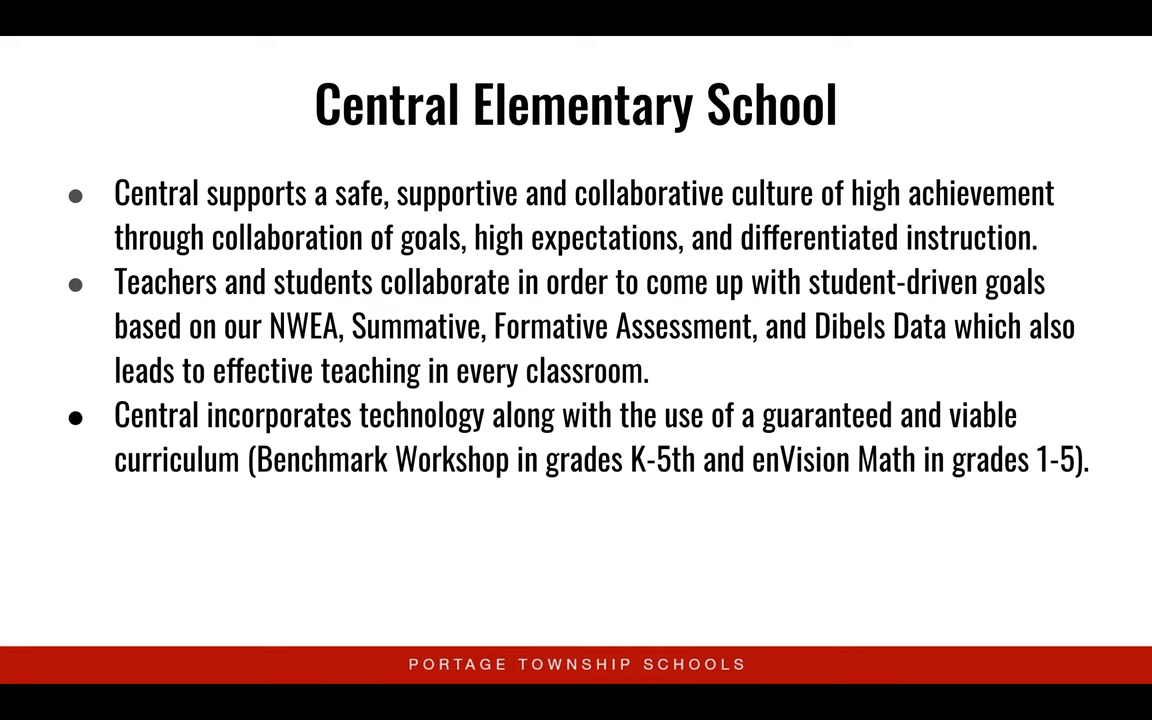 Central Elementary School
● Central supports a safe, supportive and collaborative culture of high achievement
through collaboration of goals, high expectations, and differentiated instruction.
● Teachers and students collaborate in order to come up with student-driven goals
based on our NWEA, Summative, Formative Assessment, and Dibels Data which also
leads to effective teaching in every classroom.
● Central incorporates technology along with the use of a guaranteed and viable
curriculum (Benchmark Workshop in grades K-5th and enVision Math in grades 1-5).
PORTAGE TOWNSHIP SCHOOLS